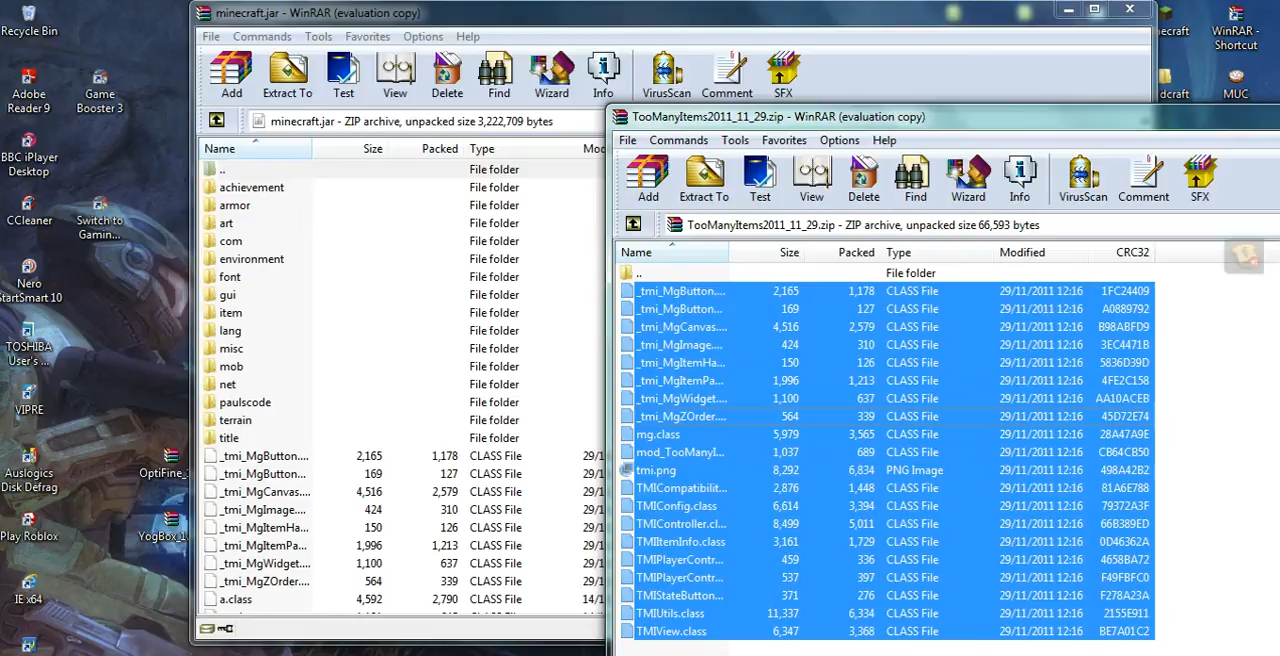 Recycle Bin
Adobe
Reader 9
Game
Booster 3
BBC iPlayer
Desktop
CCleaner
Switch to
Gamin...
Nero
StartSmart 10
TOSHIBA
User's ...
VIPRE
Auslogics
Disk Defrag
OptiFine_
Play Roblox
YogBox_1
IE x64
minecraft.jar - WinRAR (evaluation copy)
File Commands Tools Favorites Options Help
Add Extract To Test View Delete Find Wizard Info VirusScan Comment SFX
minecraft.jar - ZIP archive, unpacked size 3,222,709 bytes
Name Size Packed Type Mod
.. File folder
achievement File folder
armor File folder
art File folder
com File folder
environment File folder
font File folder
gui File folder
item File folder
lang File folder
misc File folder
mob File folder
net File folder
paulscode File folder
terrain File folder
title File folder
_tmi_MgButton.... 2,165 1,178 CLASS File 29/1
_tmi_MgButton... 169 127 CLASS File 29/1
_tmi_MgCanvas.... 4,516 2,579 CLASS File 29/1
_tmi_MgImage.... 424 310 CLASS File 29/1
_tmi_MgItemHa... 150 126 CLASS File 29/1
_tmi_MgItemPa... 1,996 1,213 CLASS File 29/1
_tmi_MgWidget.... 1,100 637 CLASS File 29/1
_tmi_MgZOrder.... 564 339 CLASS File 29/1
a.class 4,592 2,790 CLASS File 14/1
TooManyItems2011_11_29.zip - WinRAR (evaluation copy)
File Commands Tools Favorites Options Help
Add Extract To Test View Delete Find Wizard Info VirusScan Comment SFX
TooManyItems2011_11_29.zip - ZIP archive, unpacked size 66,593 bytes
Name Size Packed Type Modified CRC32
.. File folder
_tmi_MgButton.... 2,165 1,178 CLASS File 29/11/2011 12:16 1FC24409
_tmi_MgButton... 169 127 CLASS File 29/11/2011 12:16 A0889792
_tmi_MgCanvas.... 4,516 2,579 CLASS File 29/11/2011 12:16 B98ABFD9
_tmi_MgImage.... 424 310 CLASS File 29/11/2011 12:16 3EC4471B
_tmi_MgItemHa... 150 126 CLASS File 29/11/2011 12:16 5836D39D
_tmi_MgItemPa... 1,996 1,213 CLASS File 29/11/2011 12:16 4FE2C158
_tmi_MgWidget.... 1,100 637 CLASS File 29/11/2011 12:16 AA10ACEB
_tmi_MgZOrder.... 564 339 CLASS File 29/11/2011 12:16 45D72E74
mg.class 5,979 3,565 CLASS File 29/11/2011 12:16 28A47A9E
mod_TooManyI... 1,037 689 CLASS File 29/11/2011 12:16 CB64CB50
tmi.png 8,292 6,834 PNG Image 29/11/2011 12:16 498A42B2
TMICompatibilit... 2,876 1,448 CLASS File 29/11/2011 12:16 81A6E788
TMIConfig.class 6,614 3,394 CLASS File 29/11/2011 12:16 79372A3F
TMIController.cl... 8,499 5,011 CLASS File 29/11/2011 12:16 66B389ED
TMIItemInfo.class 3,161 1,729 CLASS File 29/11/2011 12:16 0D46362A
TMIPlayerContr... 459 336 CLASS File 29/11/2011 12:16 4658BA72
TMIPlayerContr... 537 397 CLASS File 29/11/2011 12:16 F49FBFC0
TMIStateButton... 371 276 CLASS File 29/11/2011 12:16 F278A23A
TMIUtils.class 11,337 6,334 CLASS File 29/11/2011 12:16 2155E911
TMIView.class 6,347 3,368 CLASS File 29/11/2011 12:16 BE7A01C2
ecraft
WinRAR -
Shortcut
dcraft
MUC